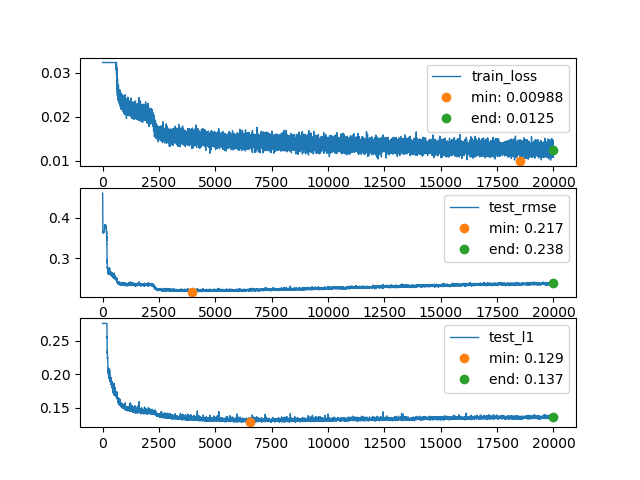 0.03
0.02
0.01
train_loss
min: 0.00988
end: 0.0125
0 2500 5000 7500 10000 12500 15000 17500 20000
0.4
0.3
test_rmse
min: 0.217
end: 0.238
0 2500 5000 7500 10000 12500 15000 17500 20000
0.25
0.20
0.15
test_l1
min: 0.129
end: 0.137
0 2500 5000 7500 10000 12500 15000 17500 20000